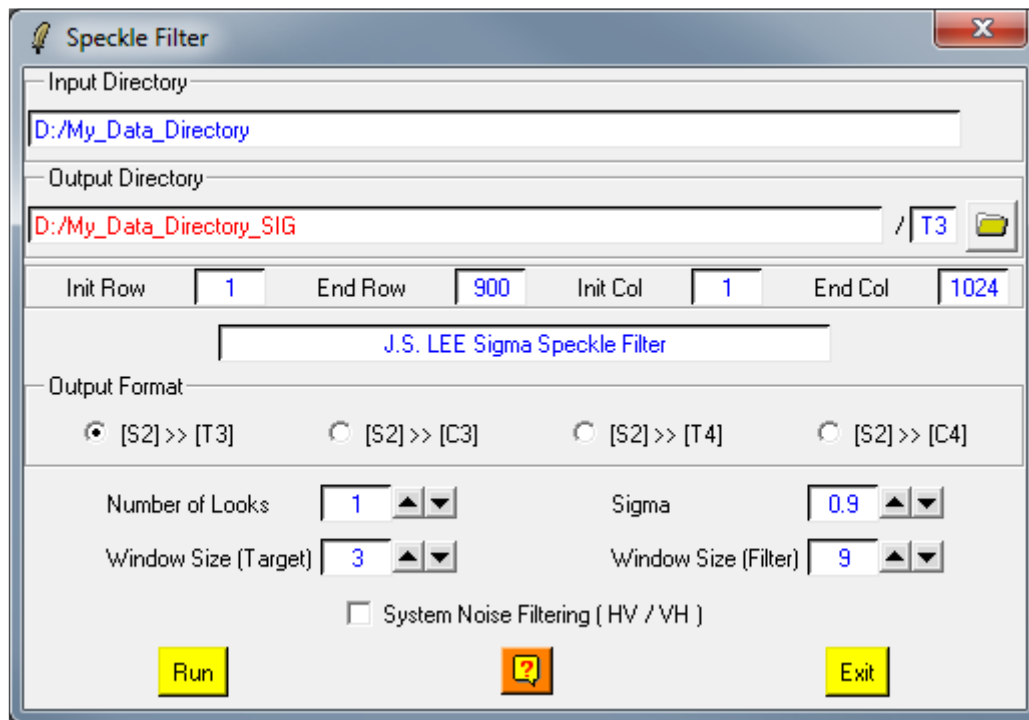 Speckle Filter
Input Directory
D:/My_Data_Directory
Output Directory
D:/My_Data_Directory_SIG / T3
Init Row 1 End Row 900 Init Col 1 End Col 1024
J.S. LEE Sigma Speckle Filter
Output Format
[S2] >> [T3] [S2] >> [C3] [S2] >> [T4] [S2] >> [C4]
Number of Looks 1 Sigma 0.9
Window Size (Target) 3 Window Size (Filter) 9
System Noise Filtering ( HV / VH )
Run ? Exit